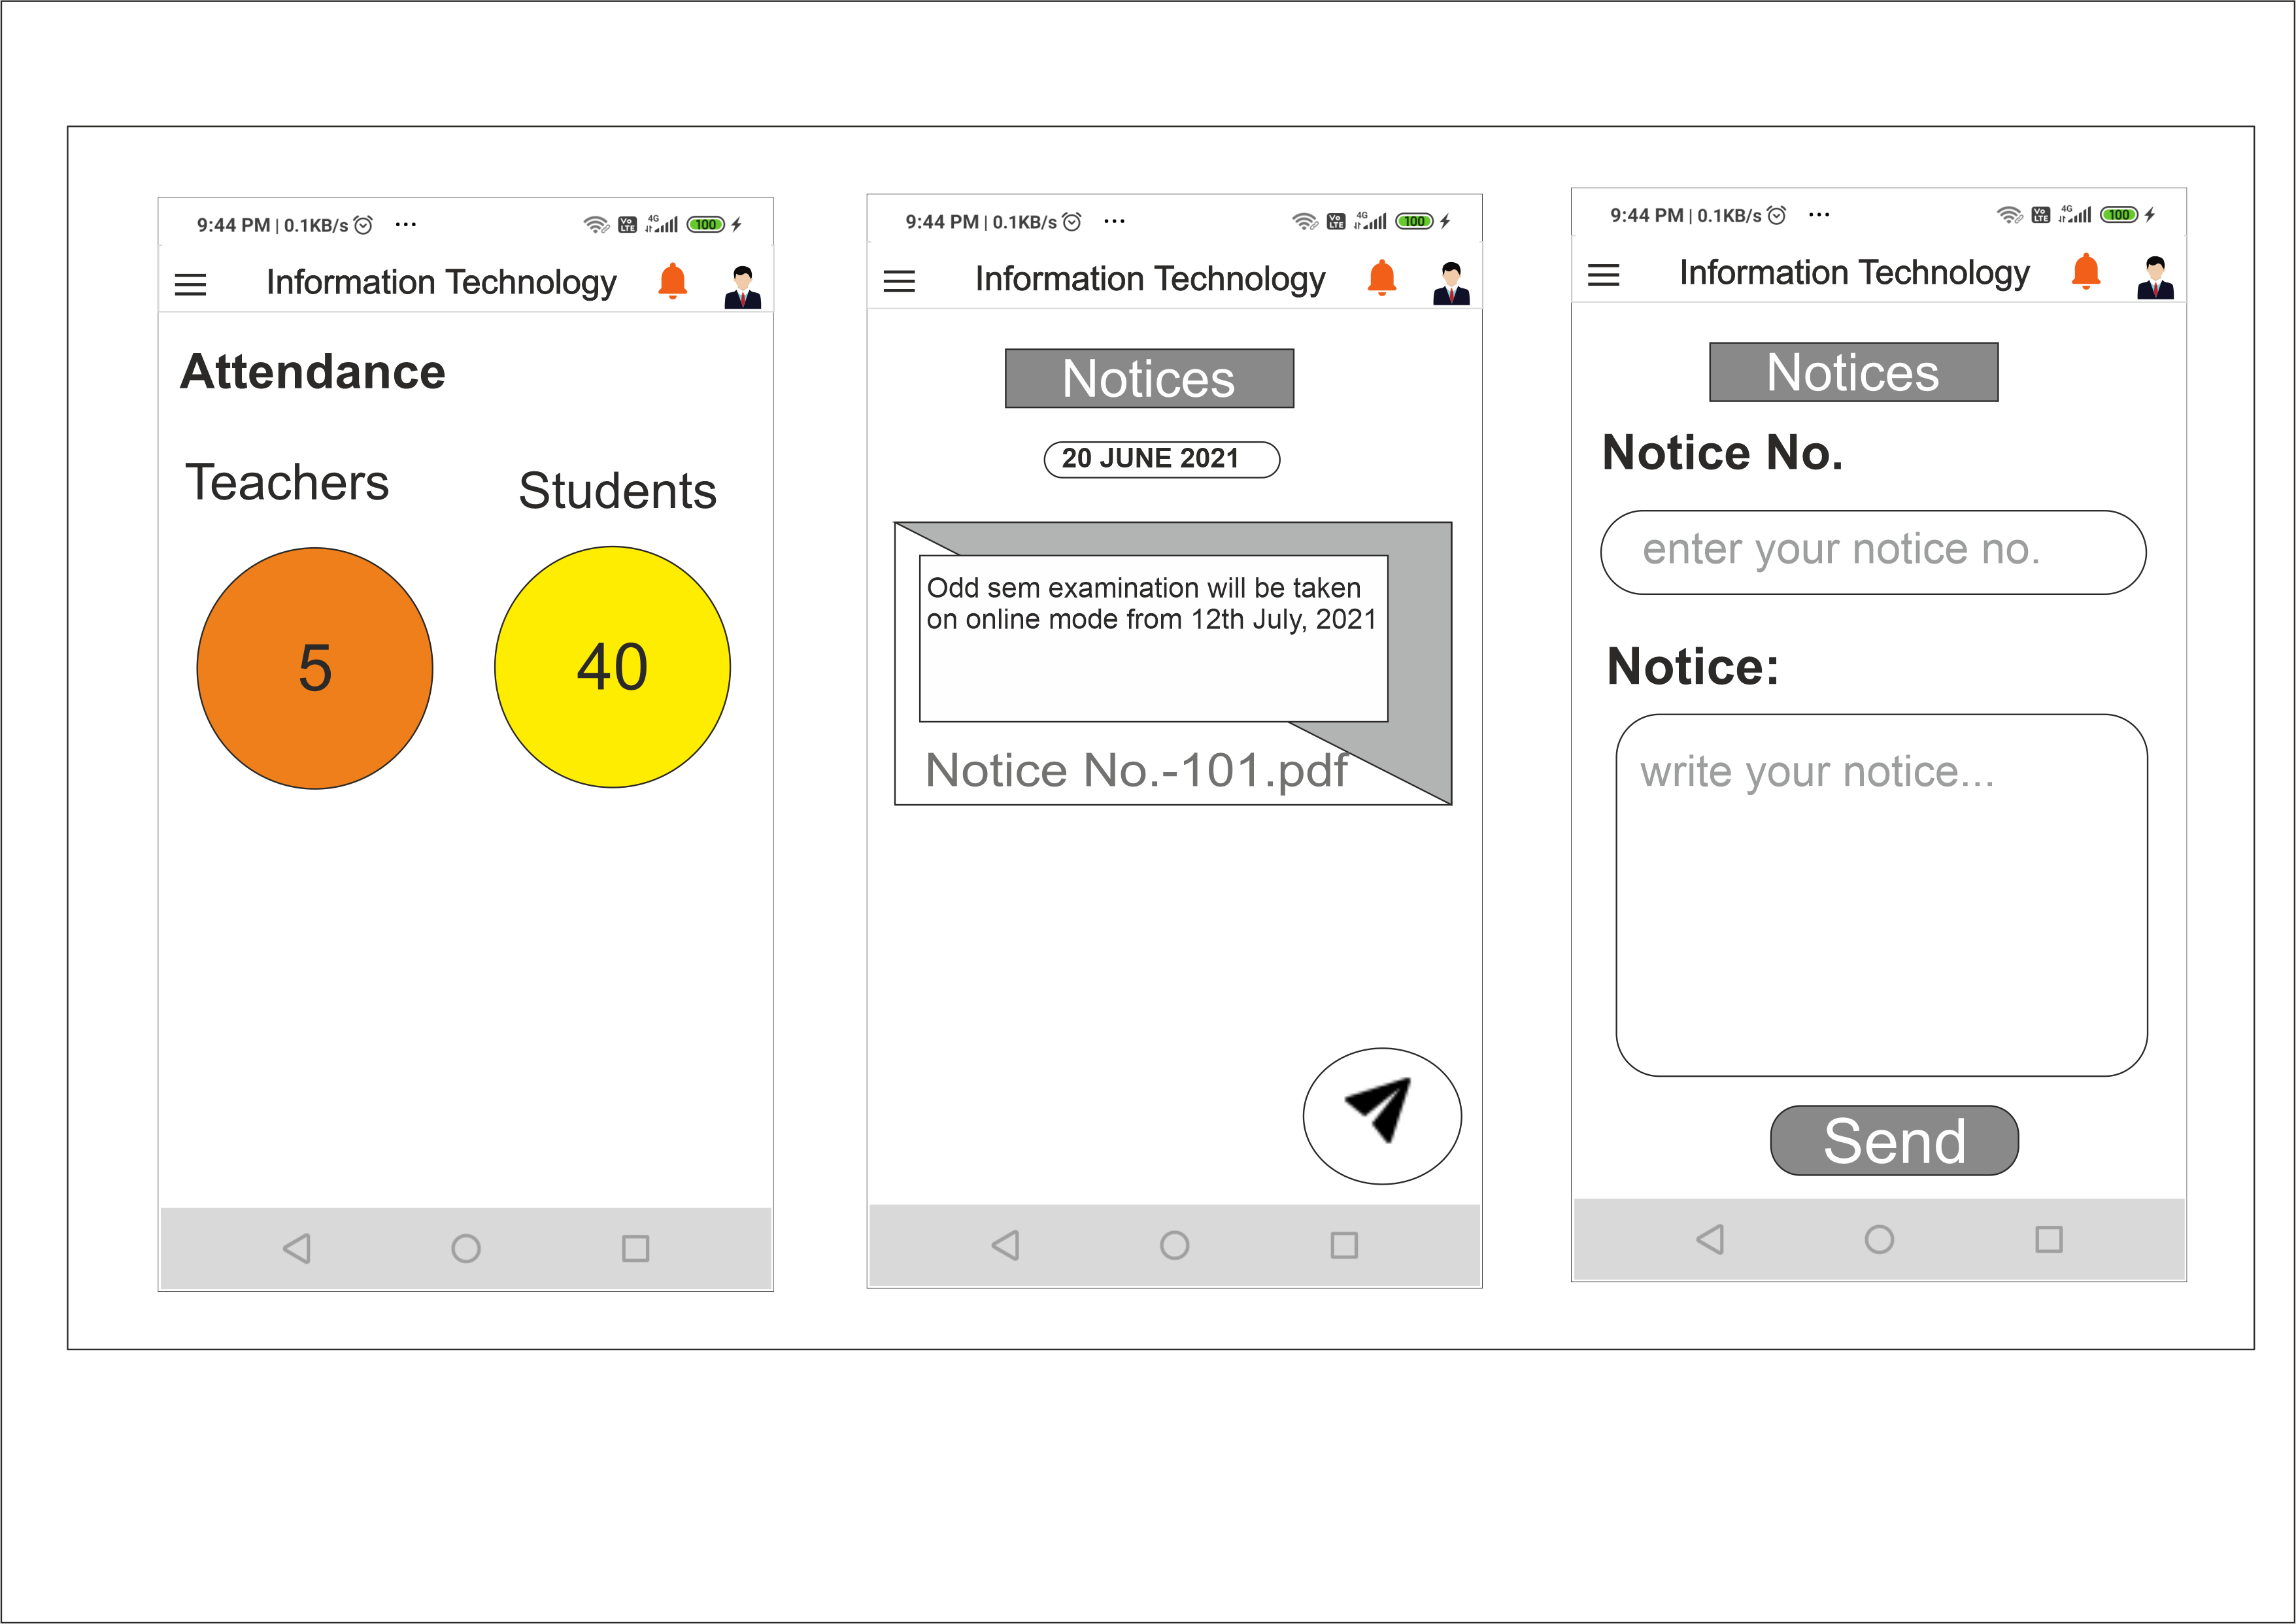 9:44 PM | 0.1KB/s ...
Vo LTE 4G 100
Information Technology
Attendance
Teachers
Students
5
40
9:44 PM | 0.1KB/s ...
Vo LTE 4G 100
Information Technology
Notices
20 JUNE 2021
Odd sem examination will be taken
on online mode from 12th July, 2021
Notice No.-101.pdf
9:44 PM | 0.1KB/s ...
Vo LTE 4G 100
Information Technology
Notices
Notice No.
enter your notice no.
Notice:
write your notice...
Send